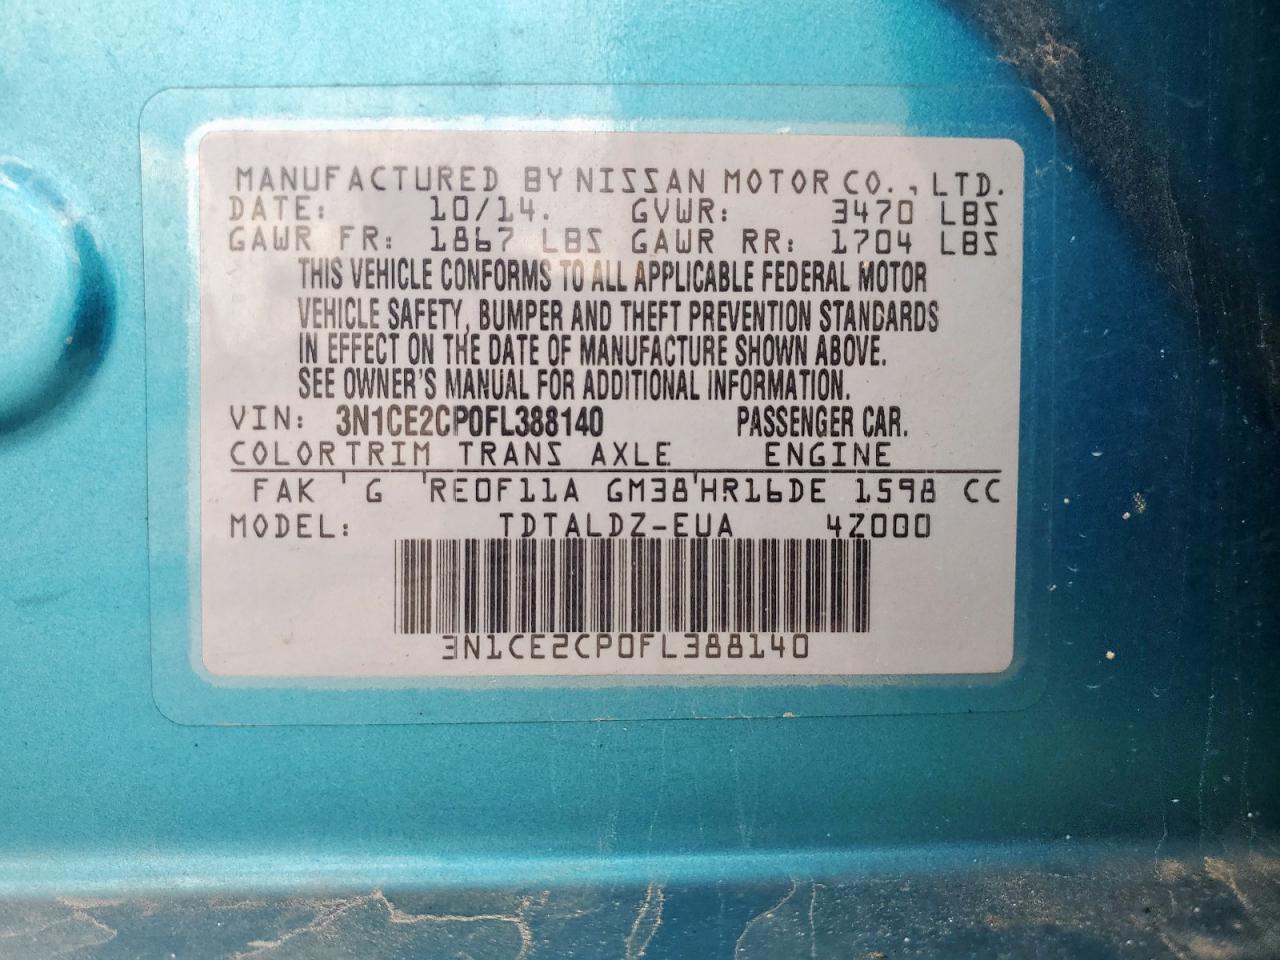 MANUFACTURED BY NISSAN MOTOR CO., LTD.
DATE: 10/14. GVWR: 3470 LBS
GAWR FR: 1867 LBS GAWR RR: 1704 LBS
THIS VEHICLE CONFORMS TO ALL APPLICABLE FEDERAL MOTOR
VEHICLE SAFETY, BUMPER AND THEFT PREVENTION STANDARDS
IN EFFECT ON THE DATE OF MANUFACTURE SHOWN ABOVE.
SEE OWNER'S MANUAL FOR ADDITIONAL INFORMATION.
VIN: 3N1CE2CP0FL388140 PASSENGER CAR.
COLORTRIM TRANS AXLE ENGINE
FAK ' G 'RE0F11A GM38'HR16DE 1598 CC
MODEL: TDTALDZ-EUA 4Z000
3N1CE2CP0FL388140